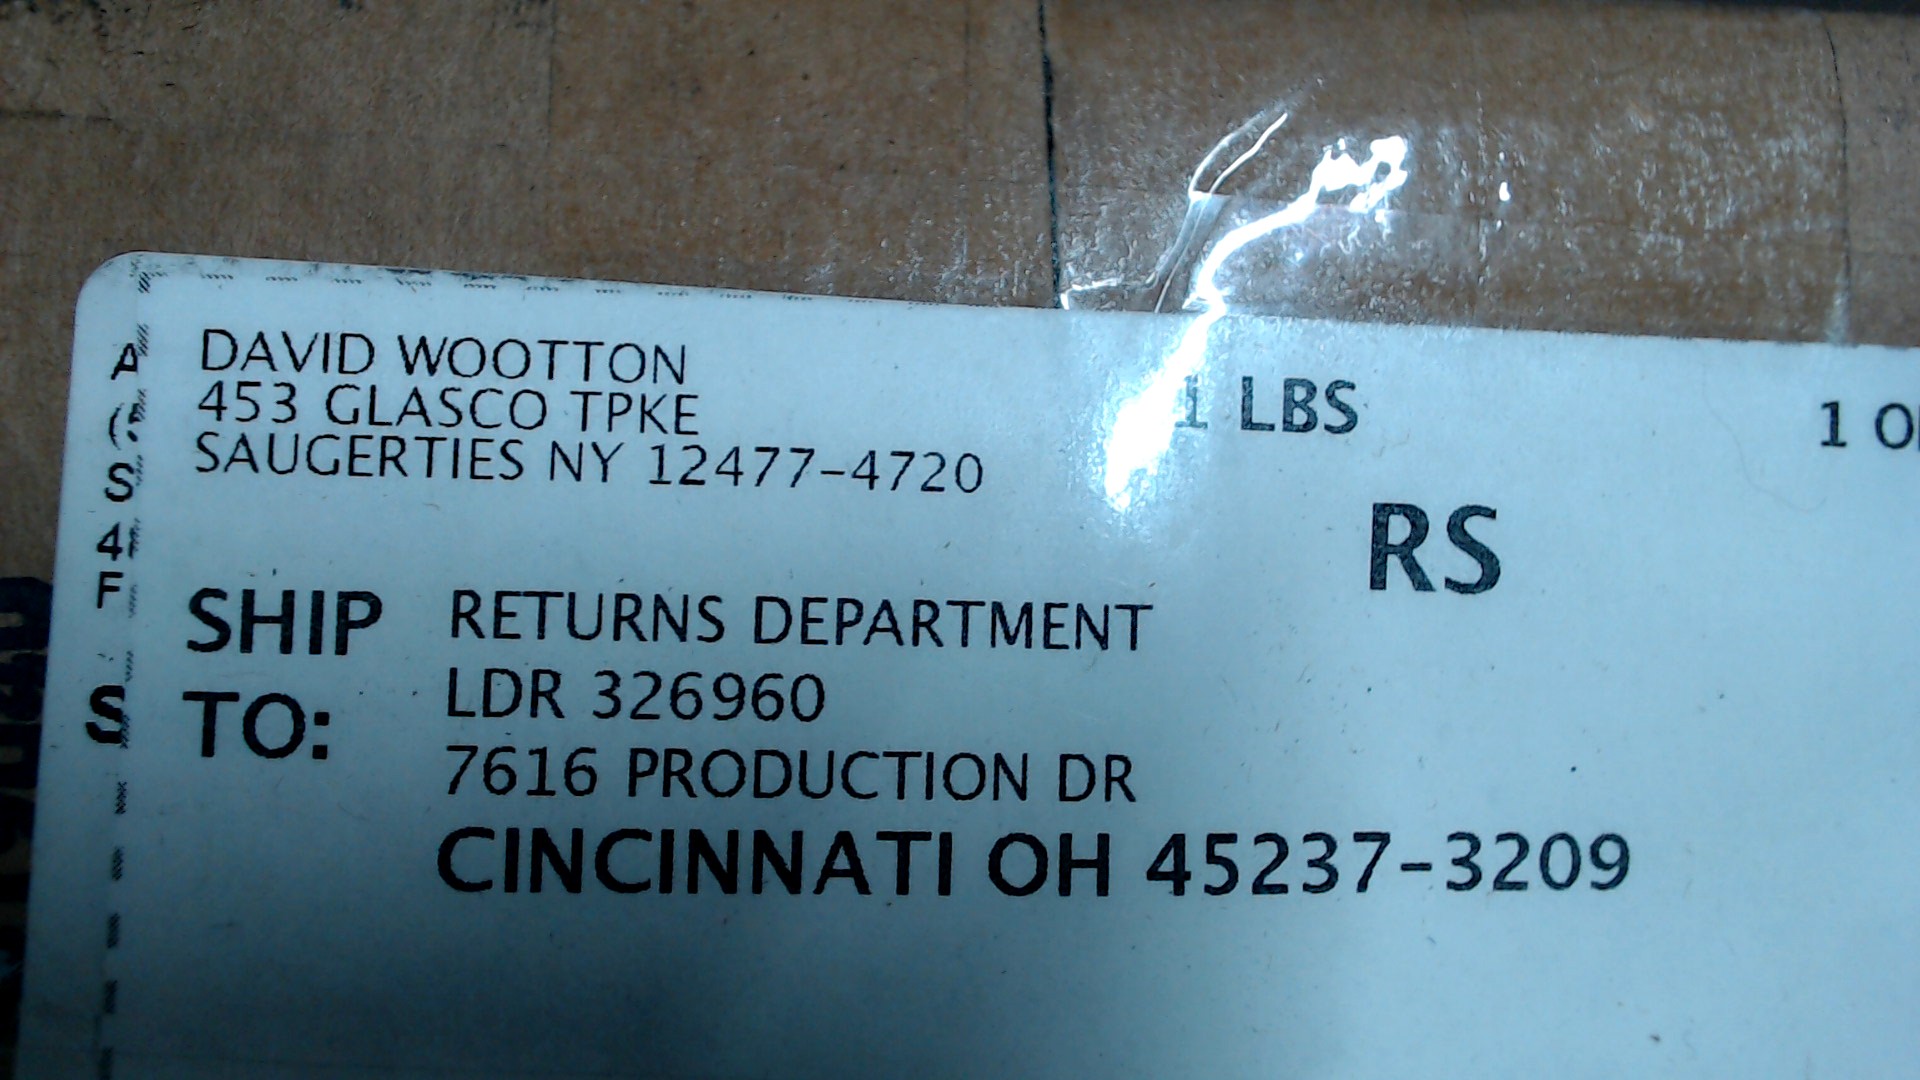 DAVID WOOTTON
453 GLASCO TPKE
SAUGERTIES NY 12477-4720
1 LBS
1 O
RS
SHIP TO:
RETURNS DEPARTMENT
LDR 326960
7616 PRODUCTION DR
CINCINNATI OH 45237-3209